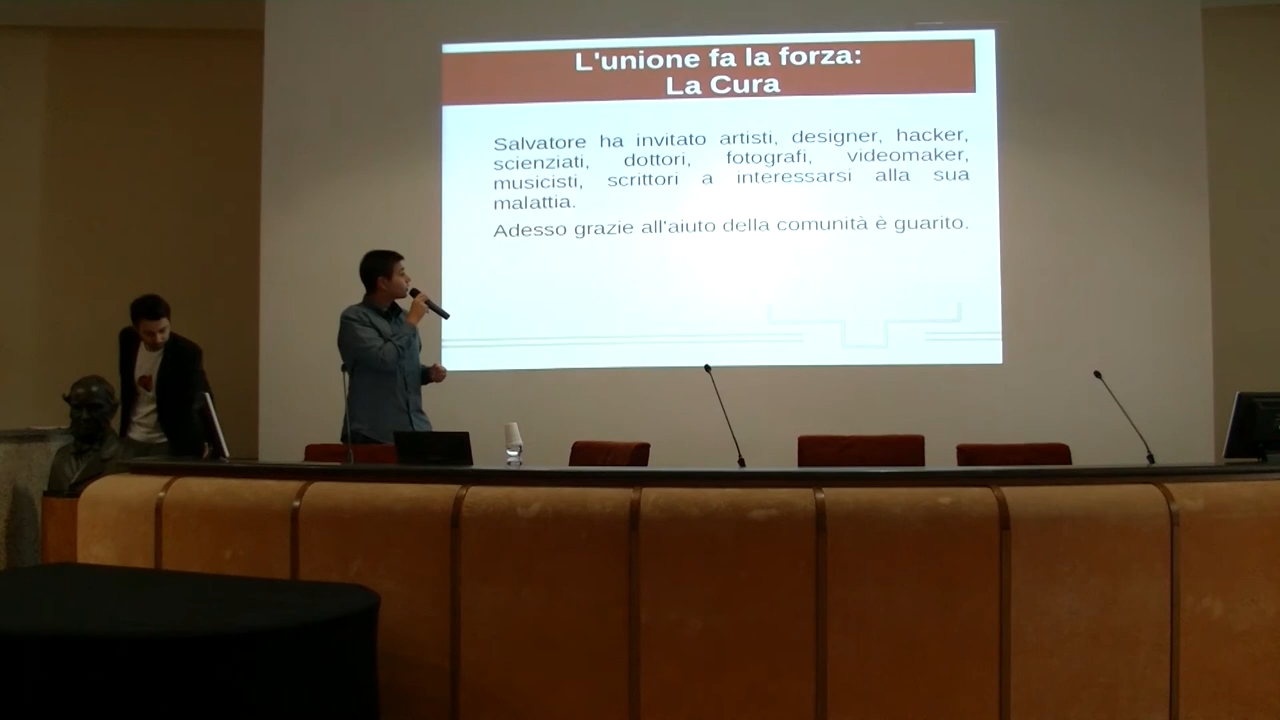 L'unione fa la forza:
La Cura
Salvatore ha invitato artisti, designer, hacker,
scienziati, dottori, fotografi, videomaker,
musicisti, scrittori a interessarsi alla sua
malattia.
Adesso grazie all'aiuto della comunità è guarito.